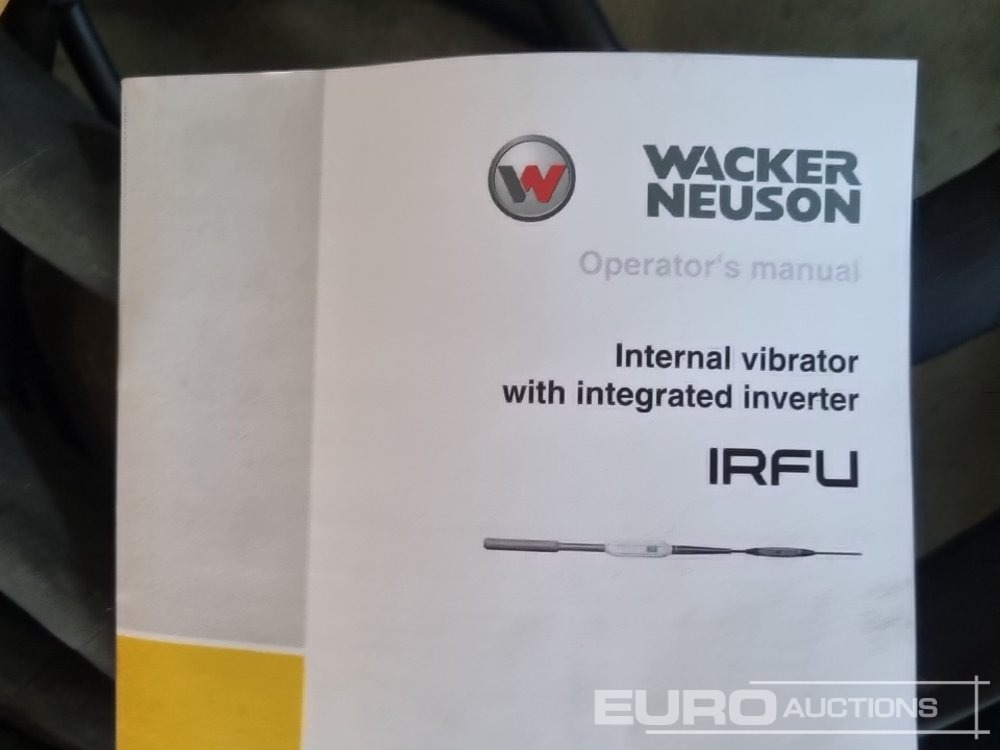 WACKER
NEUSON
Operator's manual
Internal vibrator
with integrated inverter
IRFU
EURO AUCTIONS